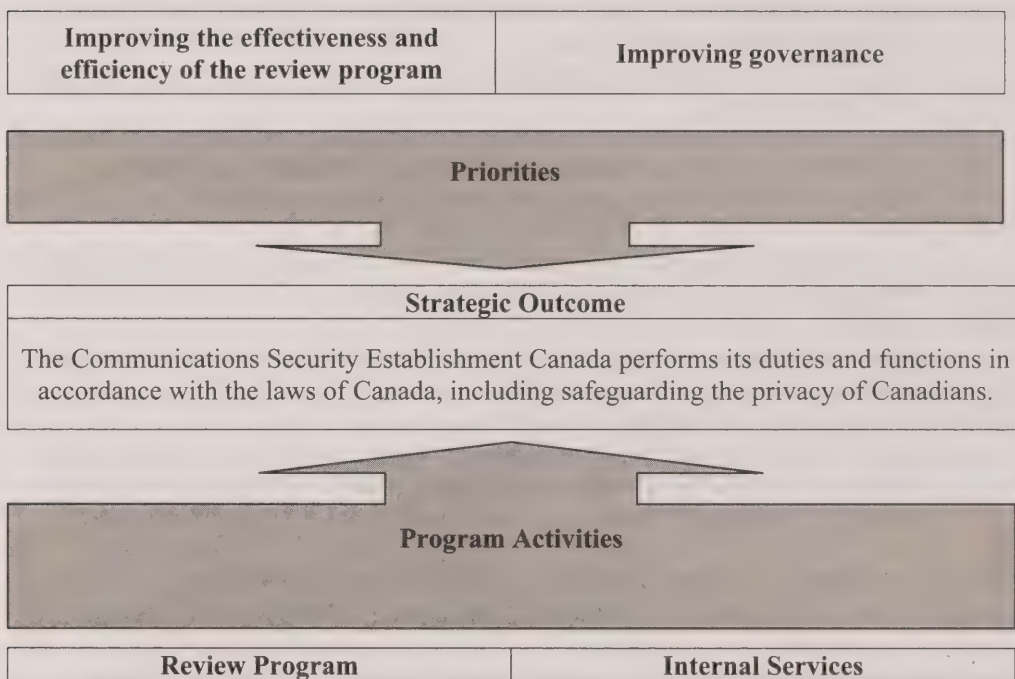 Improving the effectiveness and
efficiency of the review program
Improving governance
Priorities
Strategic Outcome
The Communications Security Establishment Canada performs its duties and functions in
accordance with the laws of Canada, including safeguarding the privacy of Canadians.
Program Activities
Review Program
Internal Services